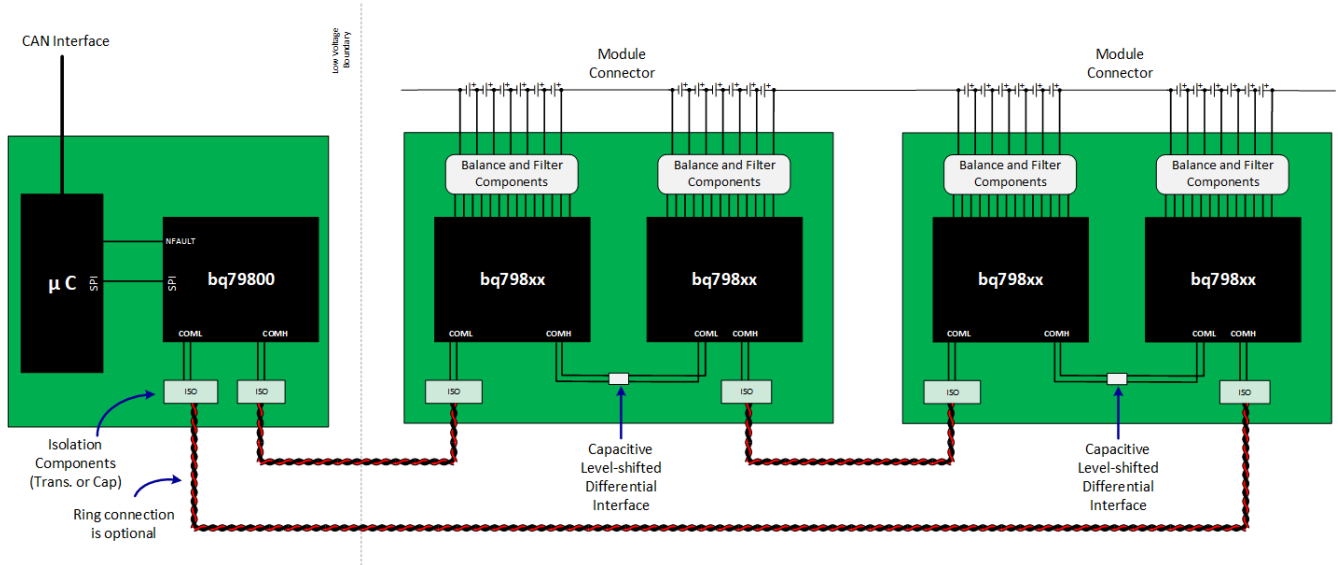 CAN Interface
Low Voltage
Boundary
Module
Connector
Module
Connector
Balance and Filter
Components
Balance and Filter
Components
Balance and Filter
Components
Balance and Filter
Components
μ C
SPI
NFAULT
SPI
bq79800
COML
COMH
bq798xx
COML
COMH
bq798xx
COML
COMH
bq798xx
COML
COMH
bq798xx
COML
COMH
ISO
ISO
ISO
ISO
ISO
ISO
Isolation
Components
(Trans. or Cap)
Ring connection
is optional
Capacitive
Level-shifted
Differential
Interface
Capacitive
Level-shifted
Differential
Interface